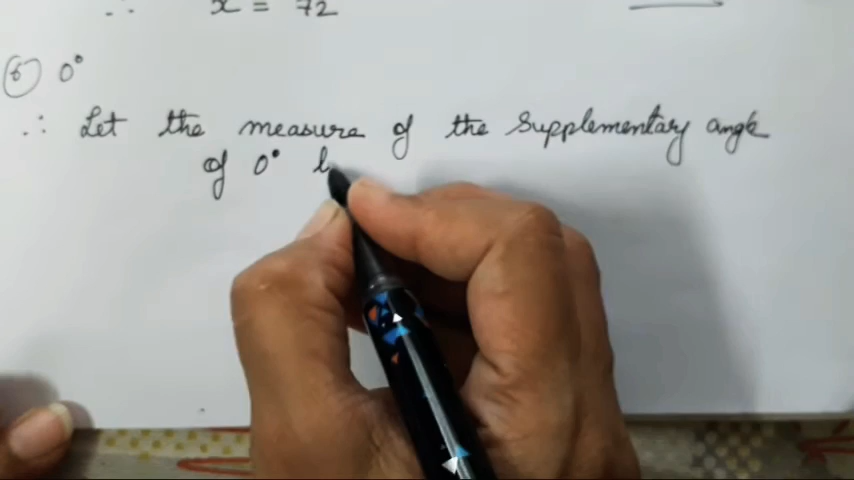 ∴ x = 72
⑥ 0°
∴ Let the measure of the supplementary angle
of 0° b